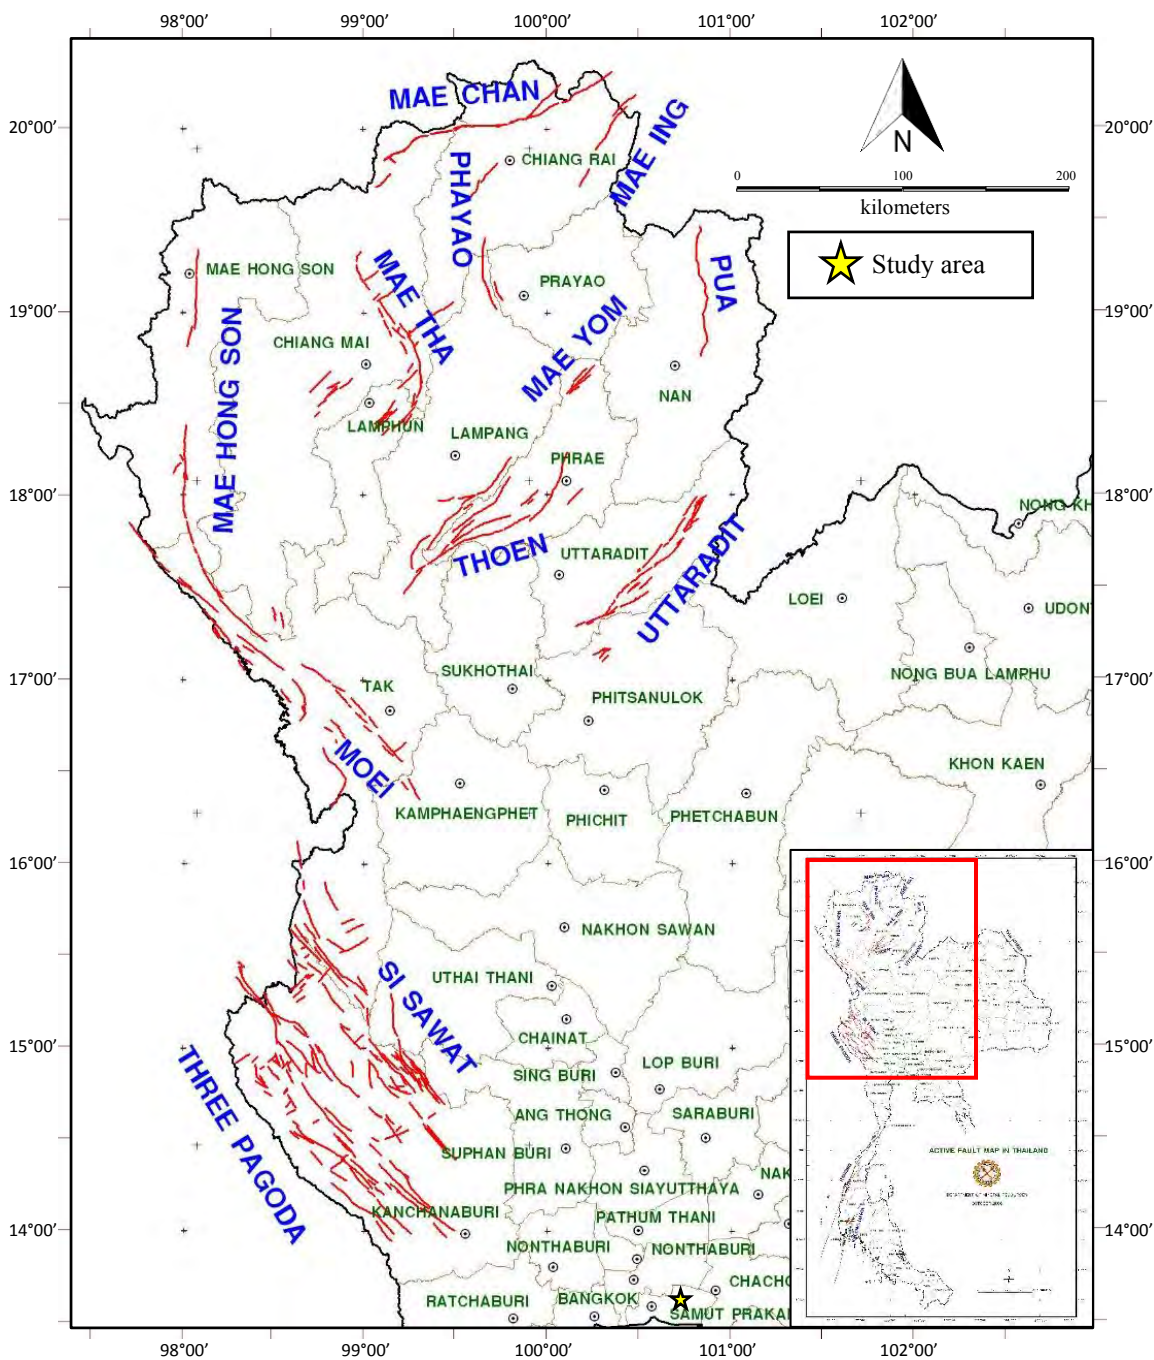 98°00'
99°00'
100°00'
101°00'
102°00'
MAE CHAN
20°00'
20°00'
MAE ING
N
PHAYAO
CHIANG RAI
0
100
200
kilometers
Study area
MAE HONG SON
MAE THA
PRAYAO
PUA
19°00'
19°00'
MAE YOM
CHIANG MAI
MAE HONG SON
NAN
LAMPHUN
LAMPANG
PHRAE
18°00'
18°00'
NONG KH
THOEN
UTTARADIT
UTTARADIT
LOEI
UDON
SUKHOTHAI
NONG BUA LAMPHU
17°00'
17°00'
TAK
PHITSANULOK
MOEI
KHON KAEN
KAMPHAENGPHET
PHICHIT
PHETCHABUN
16°00'
16°00'
NAKHON SAWAN
UTHAI THANI
SI SAWAT
CHAINAT
15°00'
15°00'
LOP BURI
SING BURI
THREE PAGODA
ANG THONG
SARABURI
SUPHAN BURI
ACTIVE FAULT MAP IN THAILAND
NAK
PHRA NAKHON SIAYUTTHAYA
KANCHANABURI
PATHUM THANI
14°00'
14°00'
NONTHABURI
NONTHABURI
CHACHO
RATCHABURI
BANGKOK
SAMUT PRAKAN
98°00'
99°00'
100°00'
101°00'
102°00'